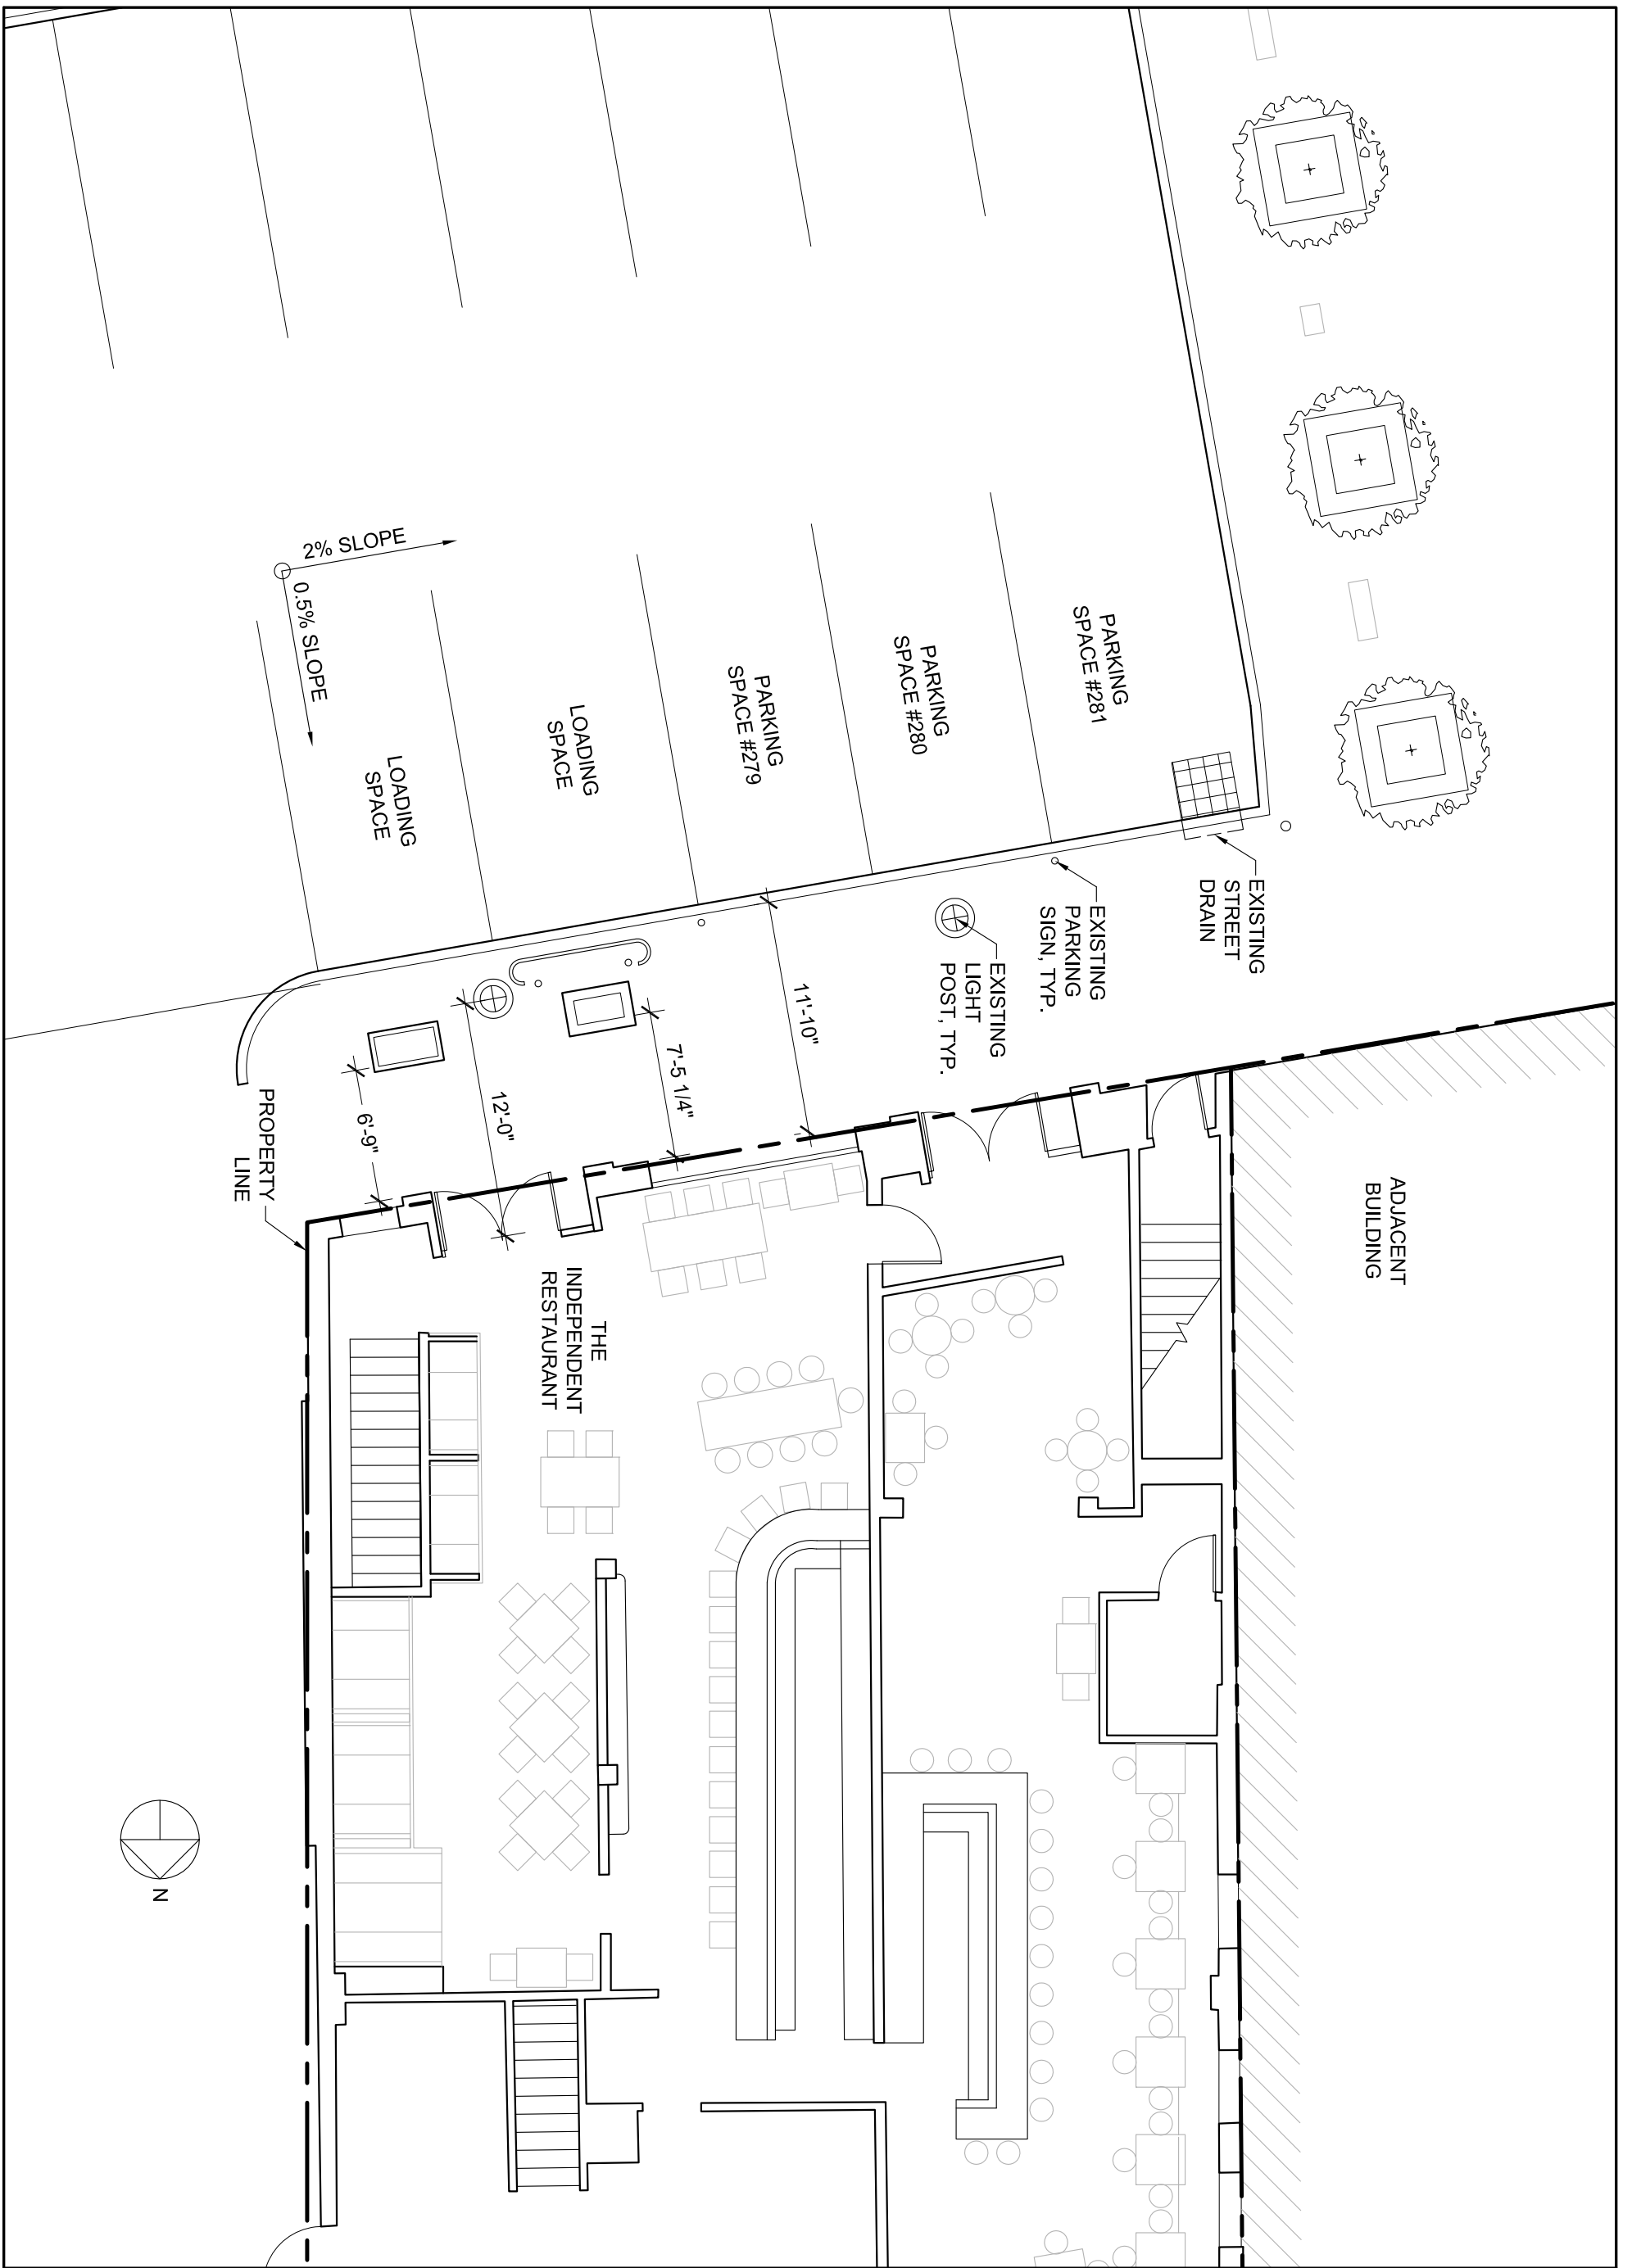 2% SLOPE
0.5% SLOPE
PARKING
SPACE #281
PARKING
SPACE #280
PARKING
SPACE #279
LOADING
SPACE
LOADING
SPACE
EXISTING
STREET
DRAIN
EXISTING
PARKING
SIGN, TYP.
EXISTING
LIGHT
POST, TYP.
11'-10"
7'-5 1/4"
12'-0"
6'-9"
PROPERTY
LINE
ADJACENT
BUILDING
THE
INDEPENDENT
RESTAURANT
N